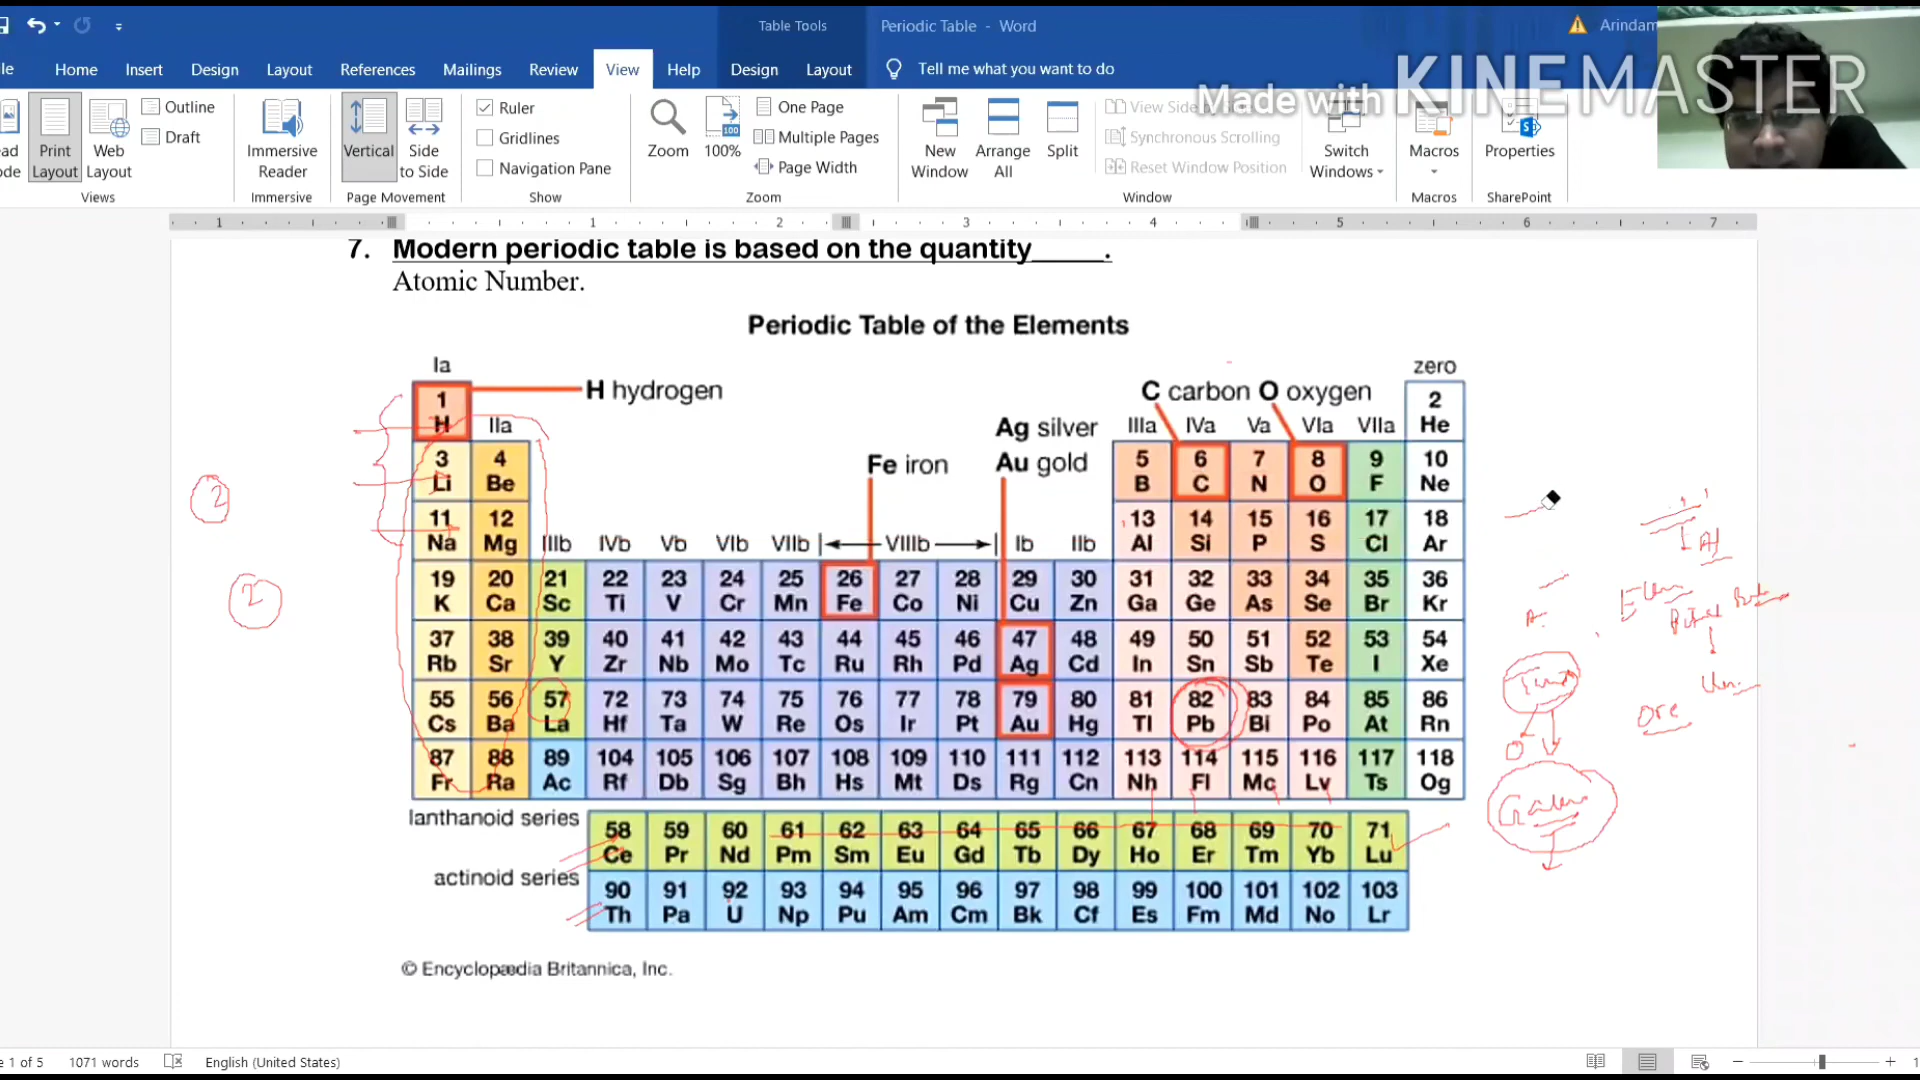 Table Tools
Periodic Table - Word
Arindam
Home Insert Design Layout References Mailings Review View Help Design Layout Tell me what you want to do
Made with KINEMASTER
Print Layout
Web Layout
Outline
Draft
Views
Immersive Reader
Immersive
Vertical
Side to Side
Page Movement
Ruler
Gridlines
Navigation Pane
Show
Zoom
100%
One Page
Multiple Pages
Page Width
Zoom
New Window
Arrange All
Split
View Side
Synchronous Scrolling
Reset Window Position
Switch Windows
Window
Macros
Macros
Properties
SharePoint
1 1 2 3 4 5 6 7
7. Modern periodic table is based on the quantity_____.
Atomic Number.
Periodic Table of the Elements
Ia zero
1 2
H hydrogen C carbon O oxygen
H IIa Ag silver IIIa IVa Va VIa VIIa He
3 4 Fe iron Au gold 5 6 7 8 9 10
Li Be B C N O F Ne
11 12 13 14 15 16 17 18
Na Mg IIIb IVb Vb VIb VIIb VIIIb Ib IIb Al Si P S Cl Ar
19 20 21 22 23 24 25 26 27 28 29 30 31 32 33 34 35 36
K Ca Sc Ti V Cr Mn Fe Co Ni Cu Zn Ga Ge As Se Br Kr
37 38 39 40 41 42 43 44 45 46 47 48 49 50 51 52 53 54
Rb Sr Y Zr Nb Mo Tc Ru Rh Pd Ag Cd In Sn Sb Te I Xe
55 56 57 72 73 74 75 76 77 78 79 80 81 82 83 84 85 86
Cs Ba La Hf Ta W Re Os Ir Pt Au Hg Tl Pb Bi Po At Rn
87 88 89 104 105 106 107 108 109 110 111 112 113 114 115 116 117 118
Fr Ra Ac Rf Db Sg Bh Hs Mt Ds Rg Cn Nh Fl Mc Lv Ts Og
lanthanoid series 58 59 60 61 62 63 64 65 66 67 68 69 70 71
Ce Pr Nd Pm Sm Eu Gd Tb Dy Ho Er Tm Yb Lu
actinoid series 90 91 92 93 94 95 96 97 98 99 100 101 102 103
Th Pa U Np Pu Am Cm Bk Cf Es Fm Md No Lr
© Encyclopædia Britannica, Inc.
2
2
Ore
1 of 5 1071 words English (United States)